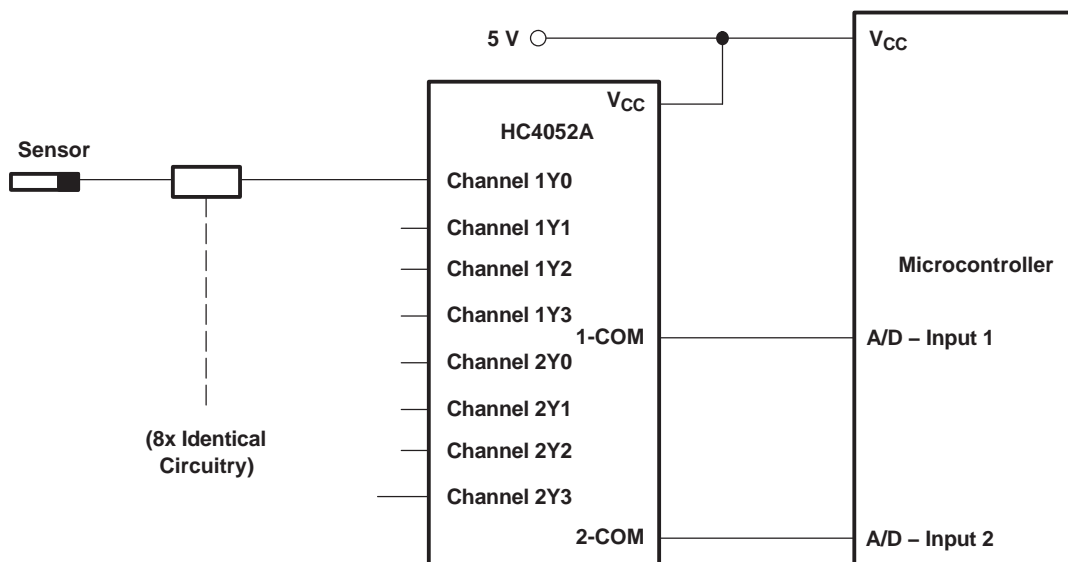 5 V
VCC
VCC
HC4052A
Sensor
Channel 1Y0
Channel 1Y1
Channel 1Y2
Microcontroller
Channel 1Y3
1-COM
A/D – Input 1
Channel 2Y0
Channel 2Y1
(8x Identical
Circuitry)
Channel 2Y2
Channel 2Y3
2-COM
A/D – Input 2